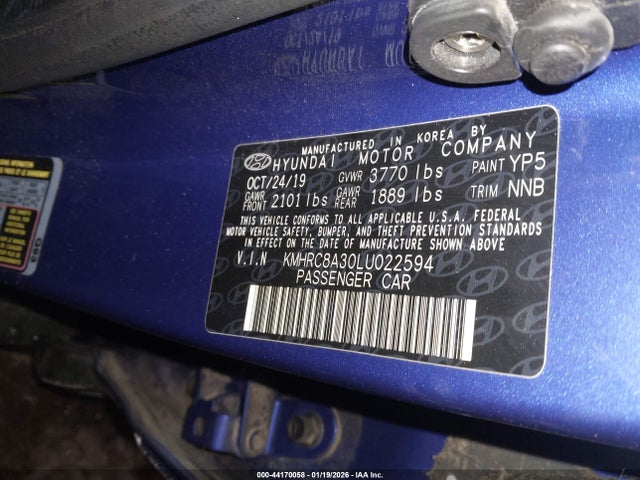 MANUFACTURED IN KOREA BY
HYUNDAI MOTOR COMPANY
OCT/24/19 GVWR 3770 lbs PAINT YP5
GAWR FRONT 2101 lbs GAWR REAR 1889 lbs TRIM NNB
THIS VEHICLE CONFORMS TO ALL APPLICABLE U.S.A. FEDERAL
MOTOR VEHICLE SAFETY, BUMPER, AND THEFT PREVENTION STANDARDS
IN EFFECT ON THE DATE OF MANUFACTURE SHOWN ABOVE.
V.I.N KMHRC8A30LU022594
PASSENGER CAR
000-44170058 | 01/19/2026 | IAA Inc.